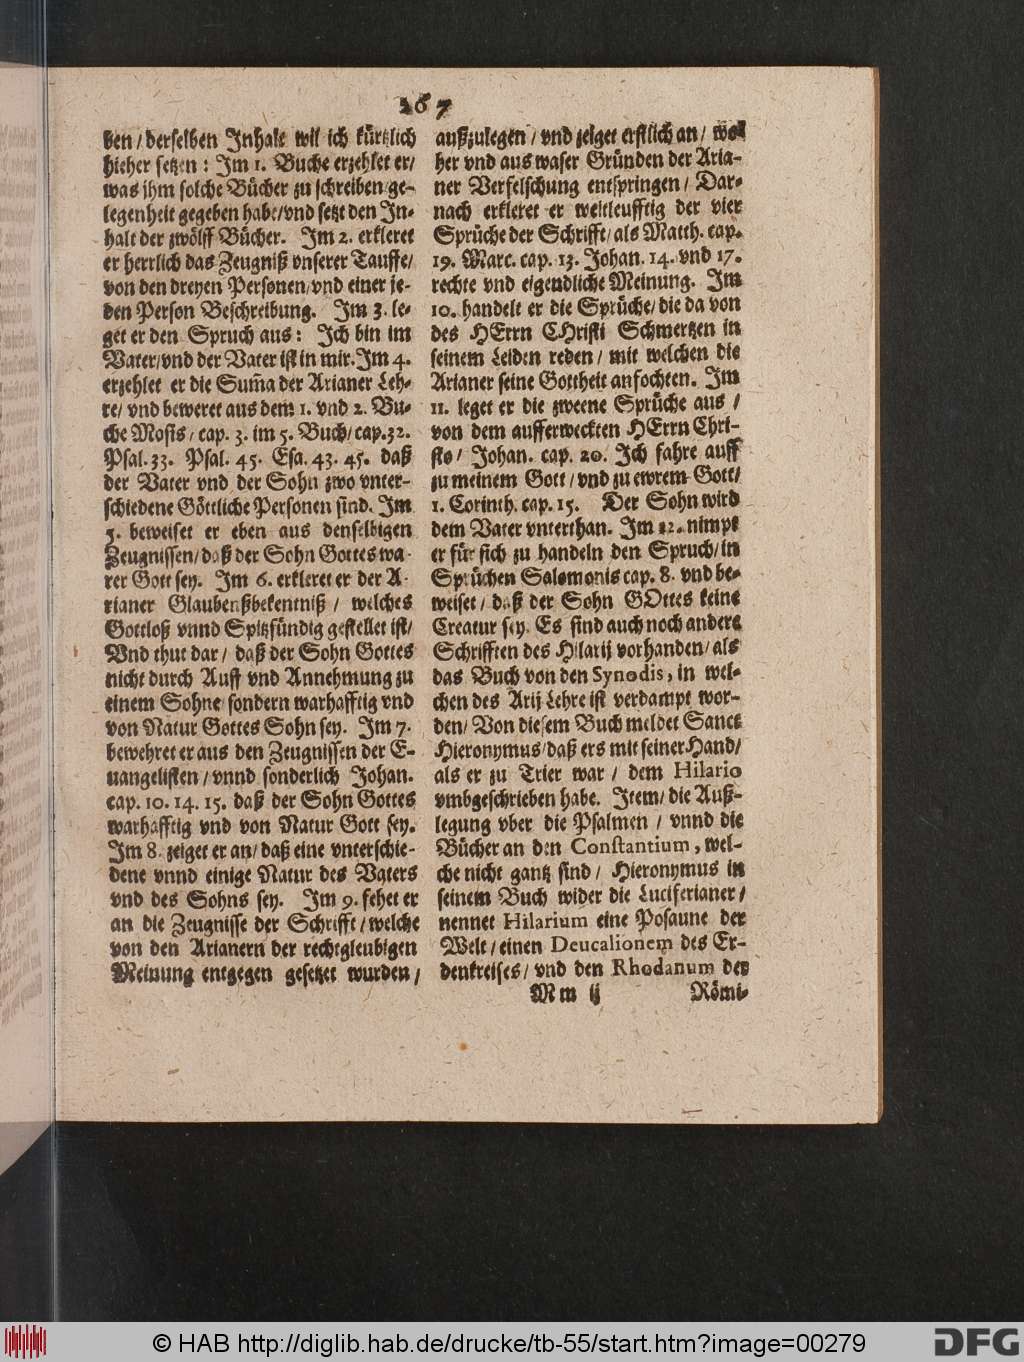 267
ben/ derselben Inhalt wil ich kürtzlich
hieher setzen: Im 1. Buche erzehlet er/
was ihm solche Bücher zu schreiben ge-
legenheit gegeben habe/ vnd setzt den In-
halt der zwölff Bücher. Im 2. erkleret
er herrlich das Zeugniß vnserer Tauffe/
von den dreyen Personen/ vnd einer je-
den Person Beschreibung. Im 3. le-
get er den Spruch aus: Ich bin im
Vater/ vnd der Vater ist in mir. Im 4.
erzehlet er die Sum̃a der Arianer Leh-
re/ vnd beweret aus dem 1. vnd 2. Bu-
che Mosis/ cap. 3. im 5. Buch/ cap. 32.
Psal. 33. Psal. 45. Esa. 43. 45. daß
der Vater vnd der Sohn zwo vnter-
schiedene Göttliche Personen sind. Im
5. beweiset er eben aus denselbigen
Zeugnissen/ daß der Sohn Gottes wa-
rer Gott sey. Im 6. erkleret er der A-
rianer Glaubenßbekentniß/ welches
Gottloß vnnd Spitzfündig gestellet ist/
Vnd thut dar/ daß der Sohn Gottes
nicht durch Auff vnd Annehmung zu
einem Sohne/ sondern warhafftig vnd
von Natur Gottes Sohn sey. Im 7.
bewehret er aus den Zeugnissen der E-
uangelisten/ vnnd sonderlich Johan.
cap. 10. 14. 15. daß der Sohn Gottes
warhafftig vnd von Natur Gott sey.
Im 8. zeiget er an/ daß eine vnterschie-
dene vnnd einige Natur des Vaters
vnd des Sohns sey. Im 9. fehet er
an die Zeugnisse der Schrifft/ welche
von den Arianern der rechtgleubigen
Meinung entgegen gesetzet wurden/
außzulegen/ vnd zeiget erstlich an/ wo
her vnd aus waser Gründen der Aria-
ner Verfelschung entspringen/ Dar-
nach erkleret er weitleufftig der vier
Sprüche der Schrifft/ als Matth. cap.
19. Marc. cap. 13. Johan. 14. vnd 17.
rechte vnd eigendliche Meinung. Im
10. handelt er die Sprüche/ die da von
des HErrn CHristi Schmertzen in
seinem Leiden reden/ mit welchen die
Arianer seine Gottheit anfochten. Im
11. leget er die zweene Sprüche aus/
von dem aufferweckten HErrn Chri-
sto/ Johan. cap. 20. Ich fahre auff
zu meinem Gott/ vnd zu ewrem Gott/
1. Corinth. cap. 15. Der Sohn wird
dem Vater vnterthan. Im 12. nimpt
er für sich zu handeln den Spruch/ in
Sprüchen Salomonis cap. 8. vnd be-
weiset/ daß der Sohn GOttes keine
Creatur sey. Es sind auch noch andere
Schrifften des Hilarij vorhanden/ als
das Buch von den Synodis, in wel-
chen des Arij Lehre ist verdampt wor-
den/ Von diesem Buch meldet Sanct
Hieronymus/ daß ers mit seiner Hand/
als er zu Trier war/ dem Hilario
vmbgeschrieben habe. Item/ die Auß-
legung vber die Psalmen/ vnnd die
Bücher an den Constantium, wel-
che nicht gantz sind/ Hieronymus in
seinem Buch wider die Luciferianer/
nennet Hilarium eine Posaune der
Welt/ einen Deucalionem des Er-
denkreises/ vnd den Rhodanum der
Mm ij Römi-
© HAB http://diglib.hab.de/drucke/tb-55/start.htm?image=00279
DFG